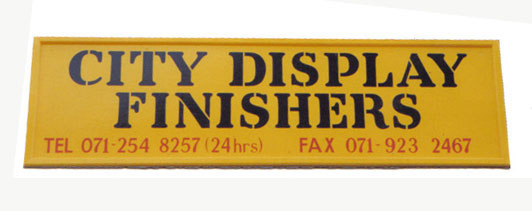 CITY DISPLAY
FINISHERS
TEL 071-254 8257 (24hrs) FAX 071-923 2467